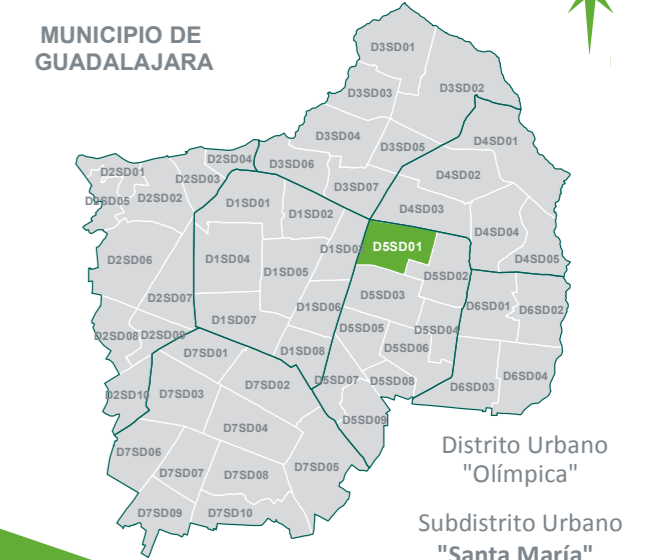 MUNICIPIO DE
GUADALAJARA
D3SD01
D3SD02
D3SD03
D3SD04
D3SD05
D4SD01
D2SD04
D3SD06
D2SD01
D2SD03
D4SD02
D3SD07
D2SD05
D2SD02
D1SD01
D1SD02
D4SD03
D4SD04
D1SD0
D5SD01
D2SD06
D1SD04
D1SD05
D5SD02
D4SD05
D2SD07
D5SD03
D1SD06
D6SD01
D6SD02
D1SD07
D5SD05
D5SD04
D2SD08
D2SD09
D5SD06
D7SD01
D1SD08
D5SD07
D5SD08
D6SD03
D6SD04
D2SD10
D7SD03
D7SD02
D5SD09
D7SD04
D7SD06
D7SD07
D7SD08
D7SD05
D7SD09
D7SD10
Distrito Urbano
"Olímpica"
Subdistrito Urbano
"Santa María"